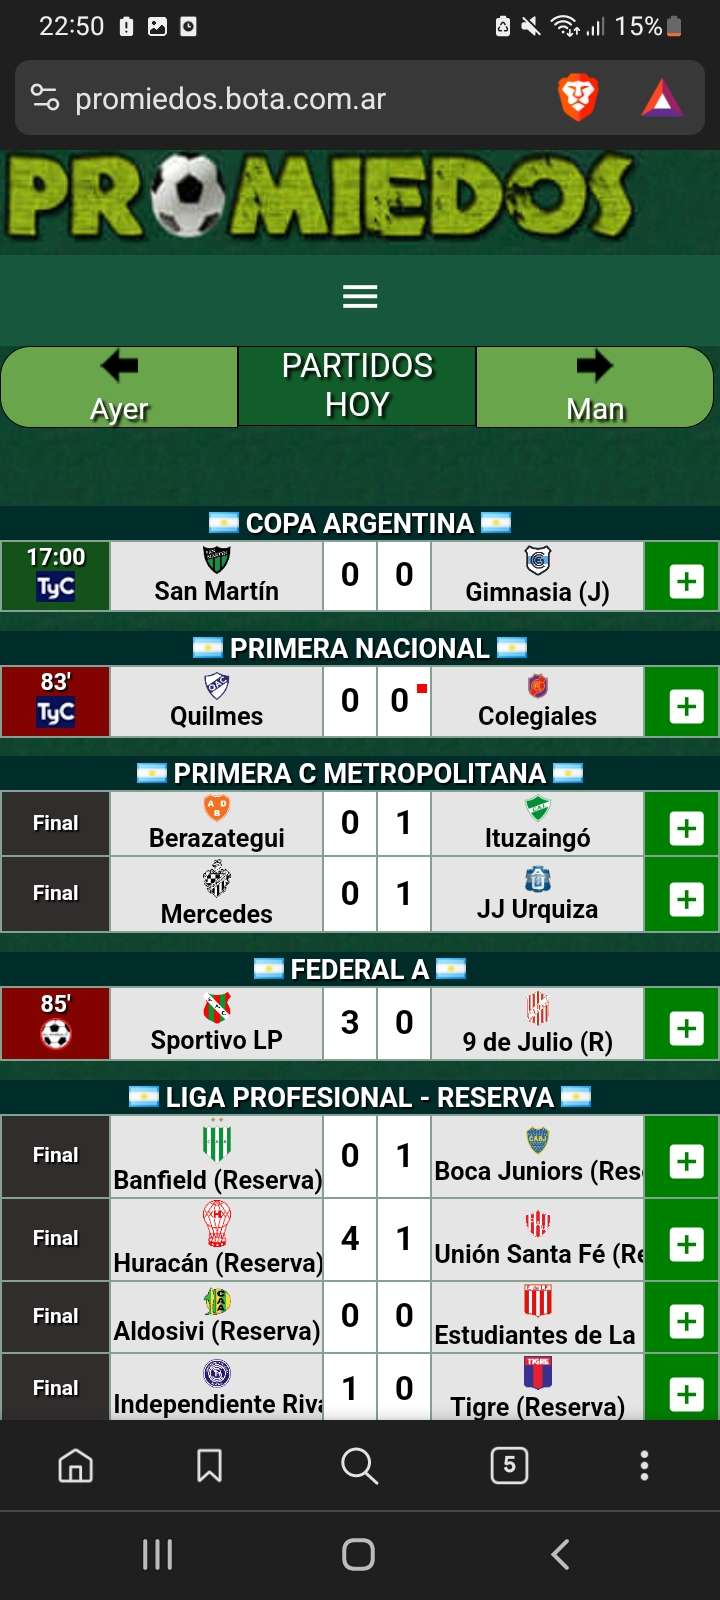 22:50
15%
promiedos.bota.com.ar
PROMIEDOS
Ayer
PARTIDOS
HOY
Man
COPA ARGENTINA
17:00
TyC
San Martín
0
0
Gimnasia (J)
PRIMERA NACIONAL
83'
TyC
Quilmes
0
0
Colegiales
PRIMERA C METROPOLITANA
Final
Berazategui
0
1
Ituzaingó
Final
Mercedes
0
1
JJ Urquiza
FEDERAL A
85'
Sportivo LP
3
0
9 de Julio (R)
LIGA PROFESIONAL - RESERVA
Final
Banfield (Reserva)
0
1
Boca Juniors (Res
Final
Huracán (Reserva)
4
1
Unión Santa Fé (Re
Final
Aldosivi (Reserva)
0
0
Estudiantes de La
Final
Independiente Riva
1
0
Tigre (Reserva)
5